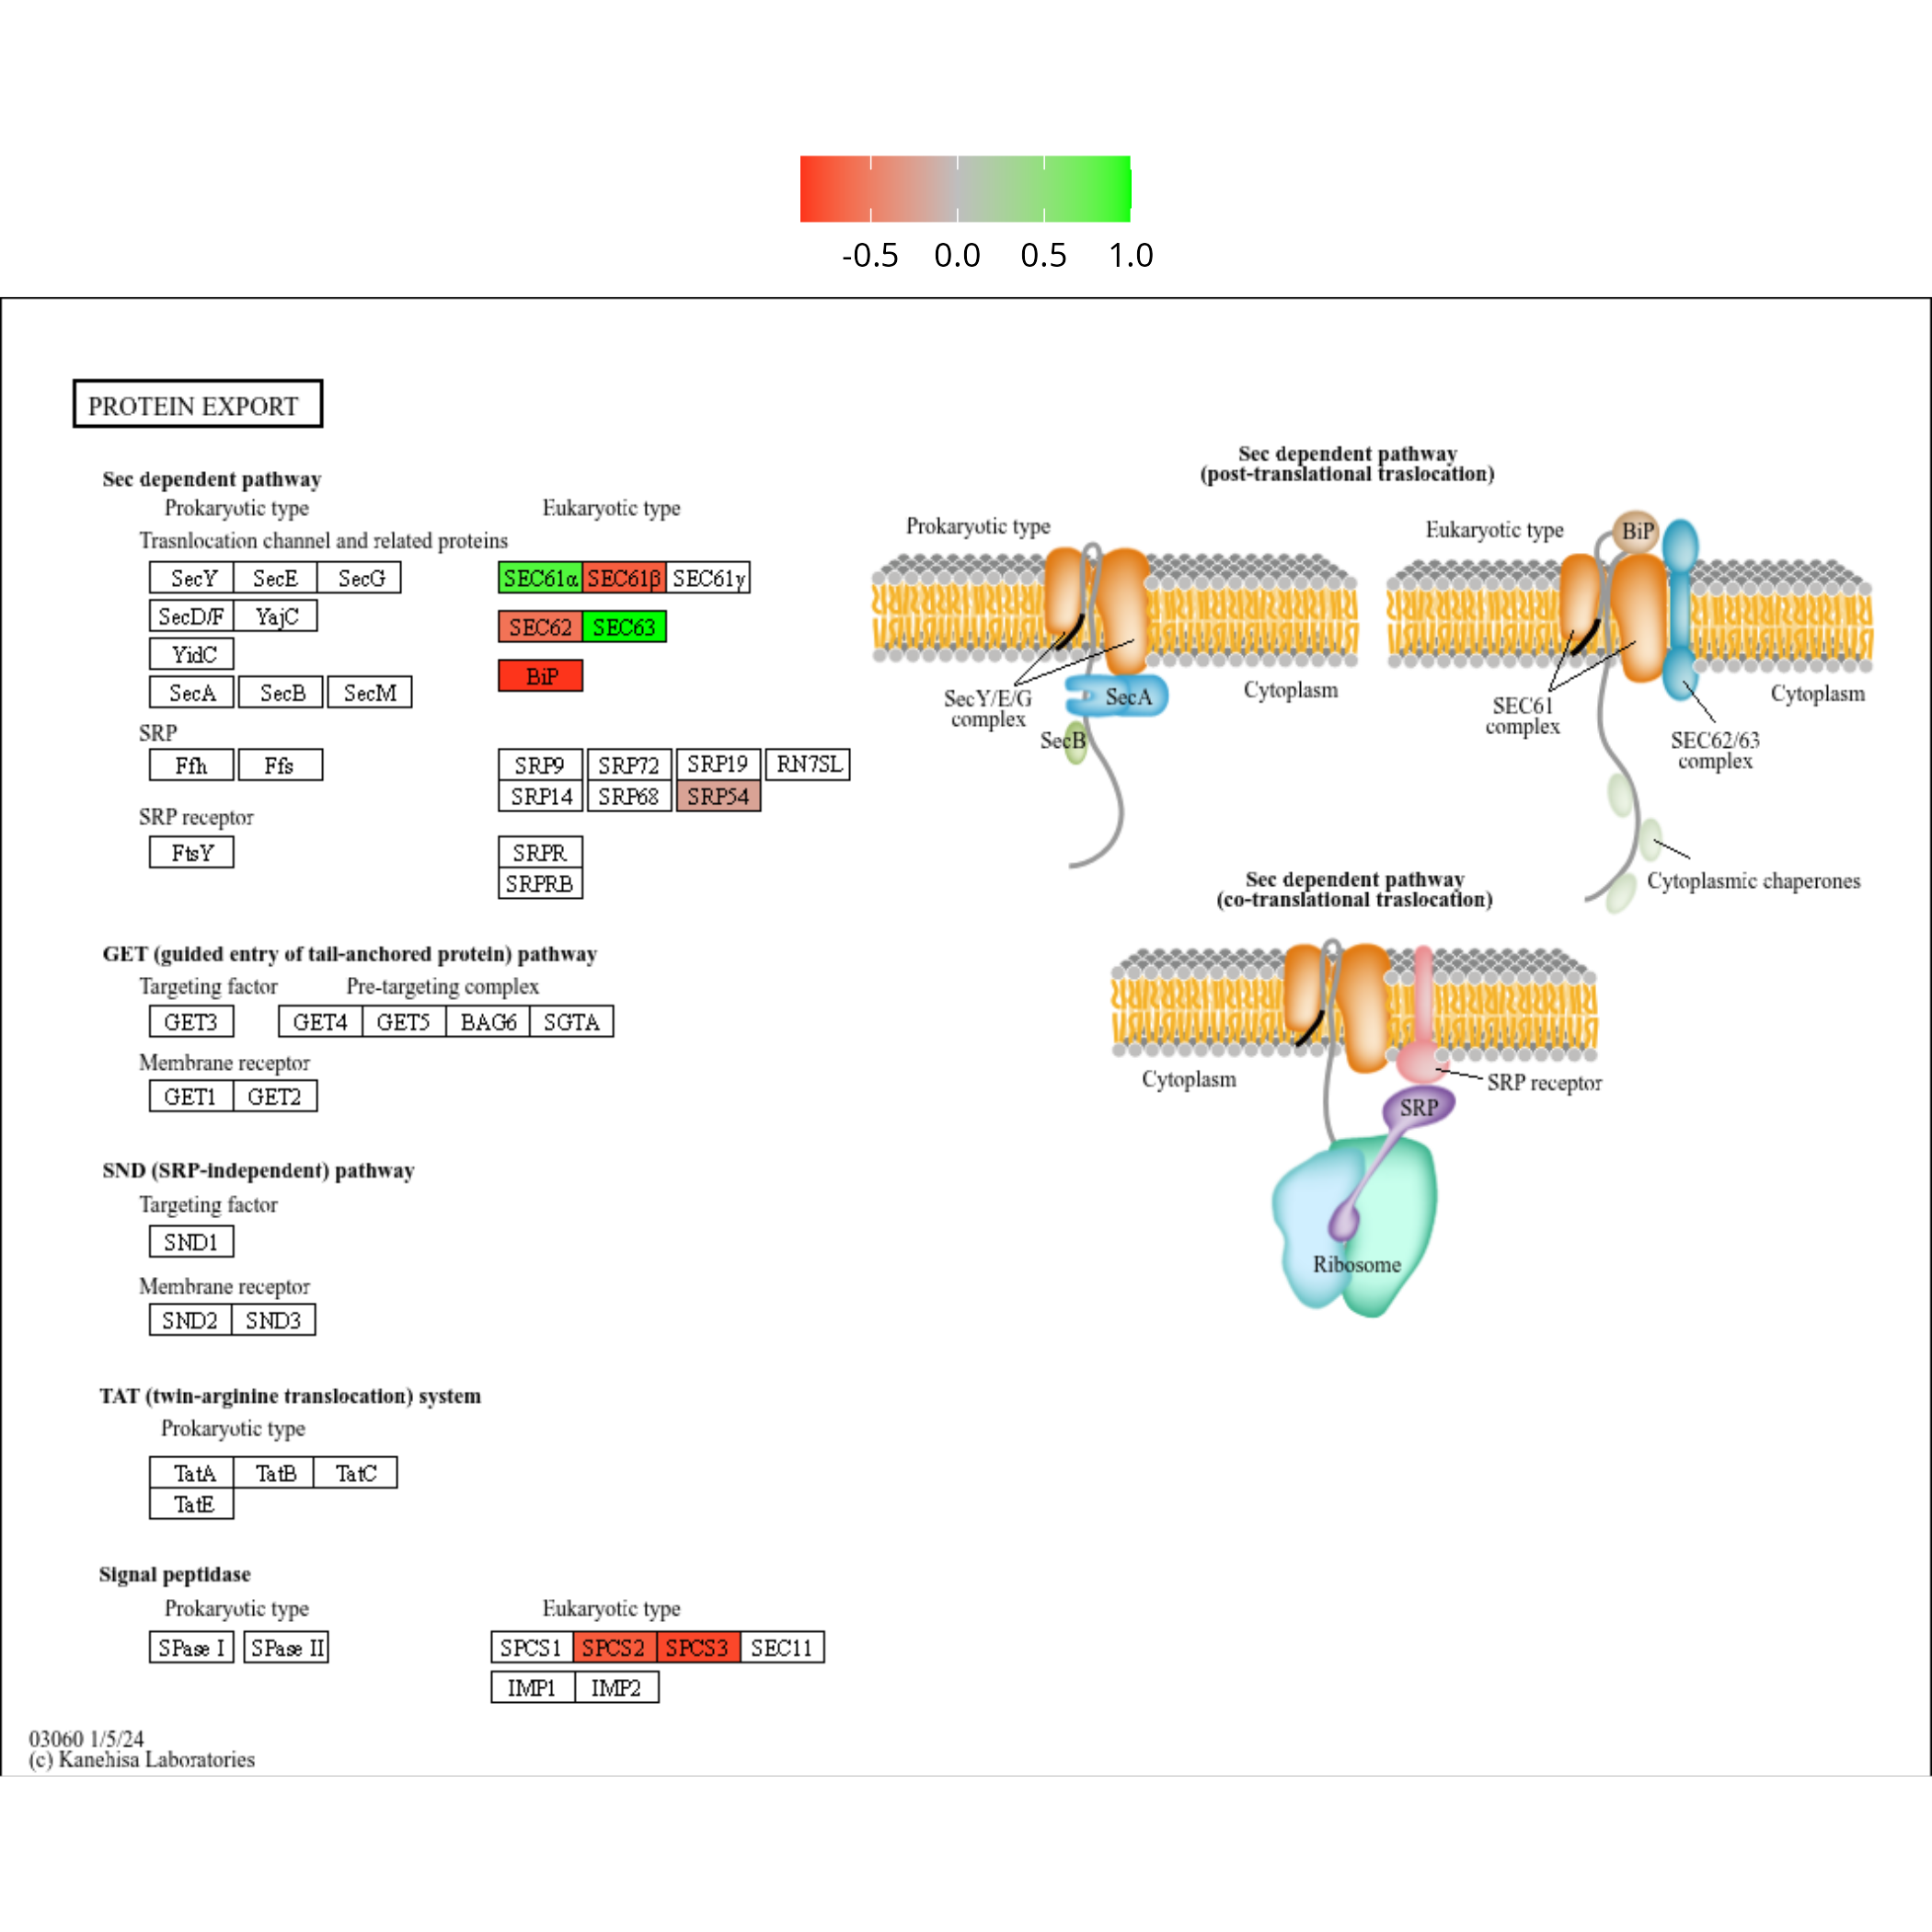 -0.5 0.0 0.5 1.0
PROTEIN EXPORT
Sec dependent pathway
Prokaryotic type Eukaryotic type
Trasnlocation channel and related proteins
SecY SecE SecG SEC61α SEC61β SEC61γ
SecD/F YajC SEC62 SEC63
YidC
BiP
SecA SecB SecM
SRP
Ffh Ffs SRP9 SRP72 SRP19 RN7SL
SRP14 SRP68 SRP54
SRP receptor
FtsY SRPR
SRPRB
GET (guided entry of tail-anchored protein) pathway
Targeting factor Pre-targeting complex
GET3 GET4 GET5 BAG6 SGTA
Membrane receptor
GET1 GET2
SND (SRP-independent) pathway
Targeting factor
SND1
Membrane receptor
SND2 SND3
TAT (twin-arginine translocation) system
Prokaryotic type
TatA TatB TatC
TatE
Signal peptidase
Prokaryotic type Eukaryotic type
SPase I SPase II SPCS1 SPCS2 SPCS3 SEC11
IMP1 IMP2
03060 1/5/24
(c) Kanehisa Laboratories
Sec dependent pathway
(post-translational traslocation)
Prokaryotic type
SecY/E/G
complex
SecA
SecB
Cytoplasm
Eukaryotic type
BiP
SEC61
complex
Cytoplasm
SEC62/63
complex
Cytoplasmic chaperones
Sec dependent pathway
(co-translational traslocation)
Cytoplasm
SRP receptor
SRP
Ribosome